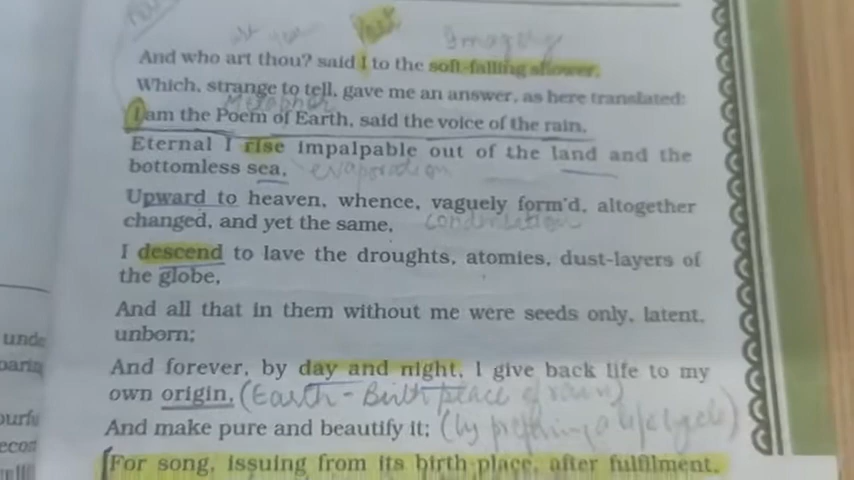 Poet Imagery
And who art thou? said I to the soft-falling shower,
Which, strange to tell, gave me an answer, as here translated:
Metaphor
I am the Poem of Earth, said the voice of the rain,
Eternal I rise impalpable out of the land and the
bottomless sea, evaporation
Upward to heaven, whence, vaguely form'd, altogether
changed, and yet the same, condensation
I descend to lave the droughts, atomies, dust-layers of
the globe,
And all that in them without me were seeds only, latent,
unborn;
And forever, by day and night, I give back life to my
own origin, (Earth - Birth place of rain)
And make pure and beautify it; (by
For song, issuing from its birth place, after fulfilment,
unde
parin
ourfu